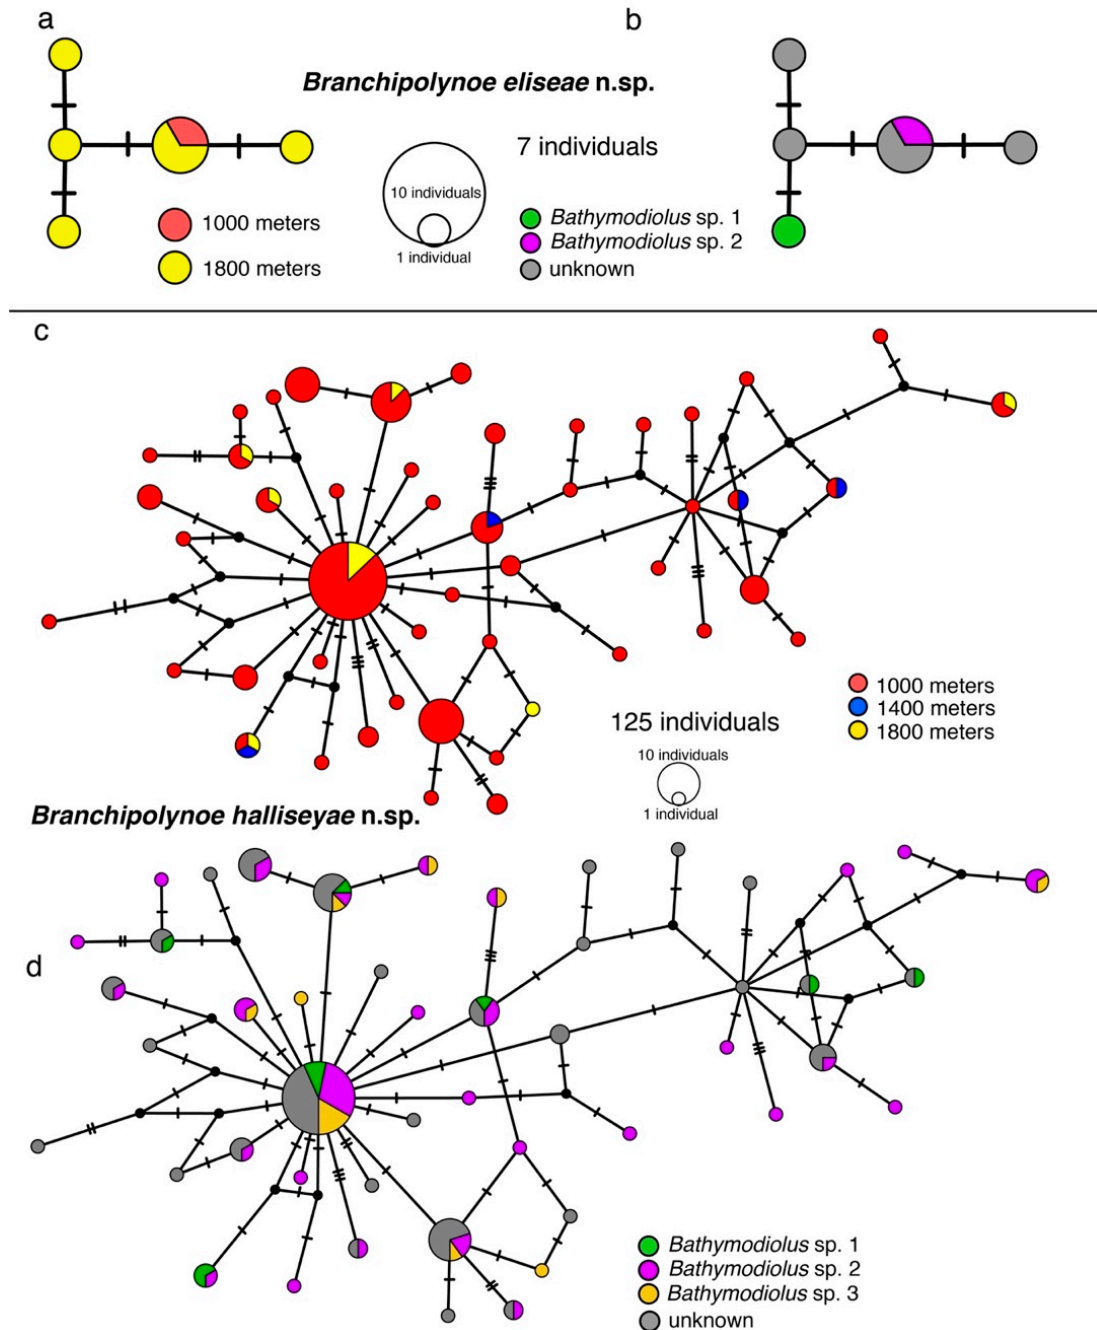 a
b
Branchipolynoe eliseae n.sp.
7 individuals
10 individuals
1 individual
1000 meters
1800 meters
Bathymodiolus sp. 1
Bathymodiolus sp. 2
unknown
c
1000 meters
1400 meters
1800 meters
125 individuals
10 individuals
1 individual
Branchipolynoe halliseyae n.sp.
d
Bathymodiolus sp. 1
Bathymodiolus sp. 2
Bathymodiolus sp. 3
unknown